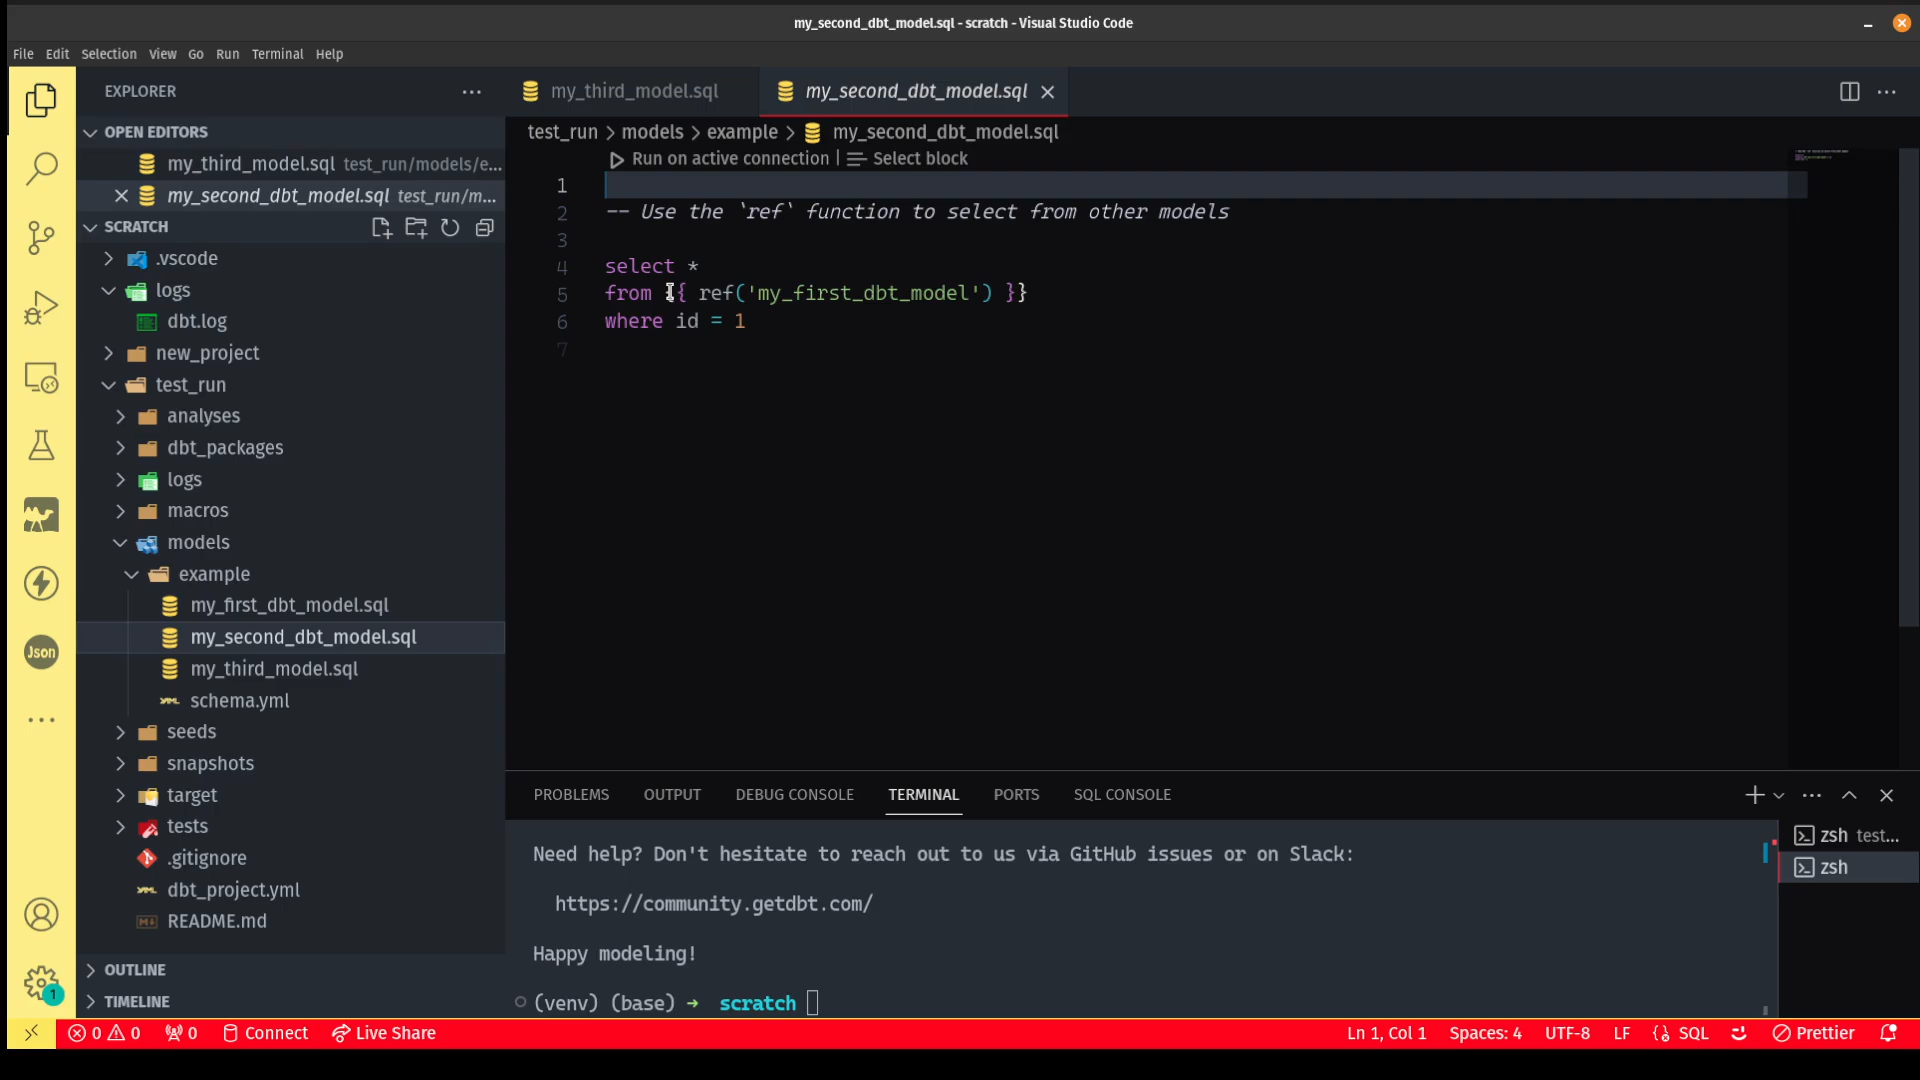 my_second_dbt_model.sql - scratch - Visual Studio Code
File Edit Selection View Go Run Terminal Help
EXPLORER
OPEN EDITORS
my_third_model.sql test_run/models/e...
my_second_dbt_model.sql test_run/m...
SCRATCH
.vscode
logs
dbt.log
new_project
test_run
analyses
dbt_packages
logs
macros
models
example
my_first_dbt_model.sql
my_second_dbt_model.sql
my_third_model.sql
schema.yml
seeds
snapshots
target
tests
.gitignore
dbt_project.yml
README.md
OUTLINE
TIMELINE
Json
1
my_third_model.sql
my_second_dbt_model.sql
test_run > models > example > my_second_dbt_model.sql
Run on active connection | Select block
1
2 -- Use the `ref` function to select from other models
3
4 select *
5 from {{ ref('my_first_dbt_model') }}
6 where id = 1
7
PROBLEMS OUTPUT DEBUG CONSOLE TERMINAL PORTS SQL CONSOLE
Need help? Don't hesitate to reach out to us via GitHub issues or on Slack:
https://community.getdbt.com/
Happy modeling!
(venv) (base) → scratch
zsh test...
zsh
0 0 0 Connect Live Share
Ln 1, Col 1 Spaces: 4 UTF-8 LF {} SQL Prettier